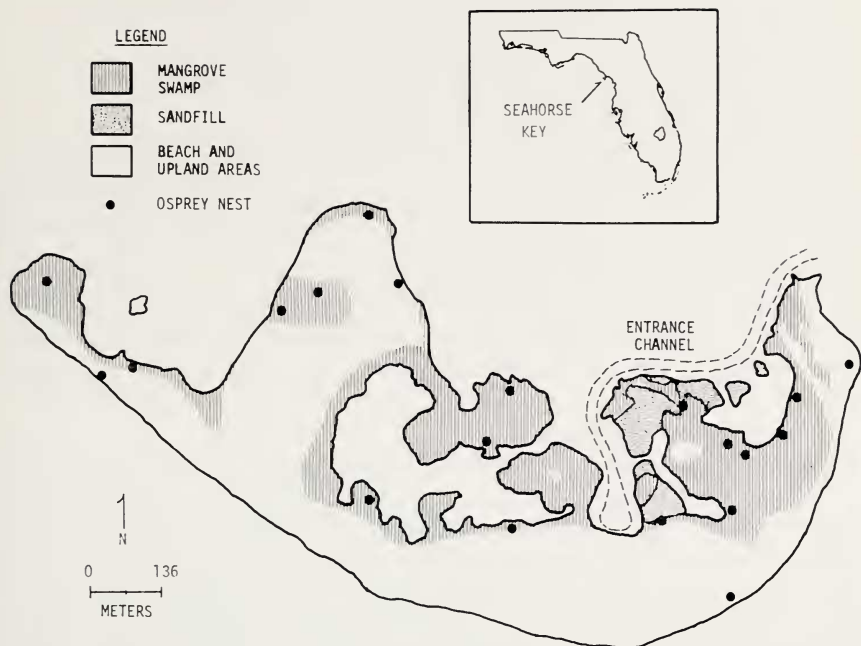 LEGEND
MANGROVE
SWAMP
SANDFILL
BEACH AND
UPLAND AREAS
OSPREY NEST
SEAHORSE
KEY
ENTRANCE
CHANNEL
N
0 136
METERS